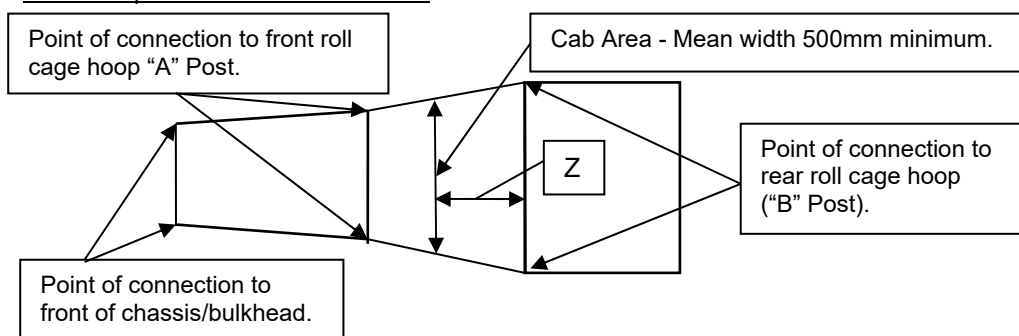 Point of connection to front roll
cage hoop “A” Post.
Cab Area - Mean width 500mm minimum.
Z
Point of connection to
rear roll cage hoop
(“B” Post).
Point of connection to
front of chassis/bulkhead.